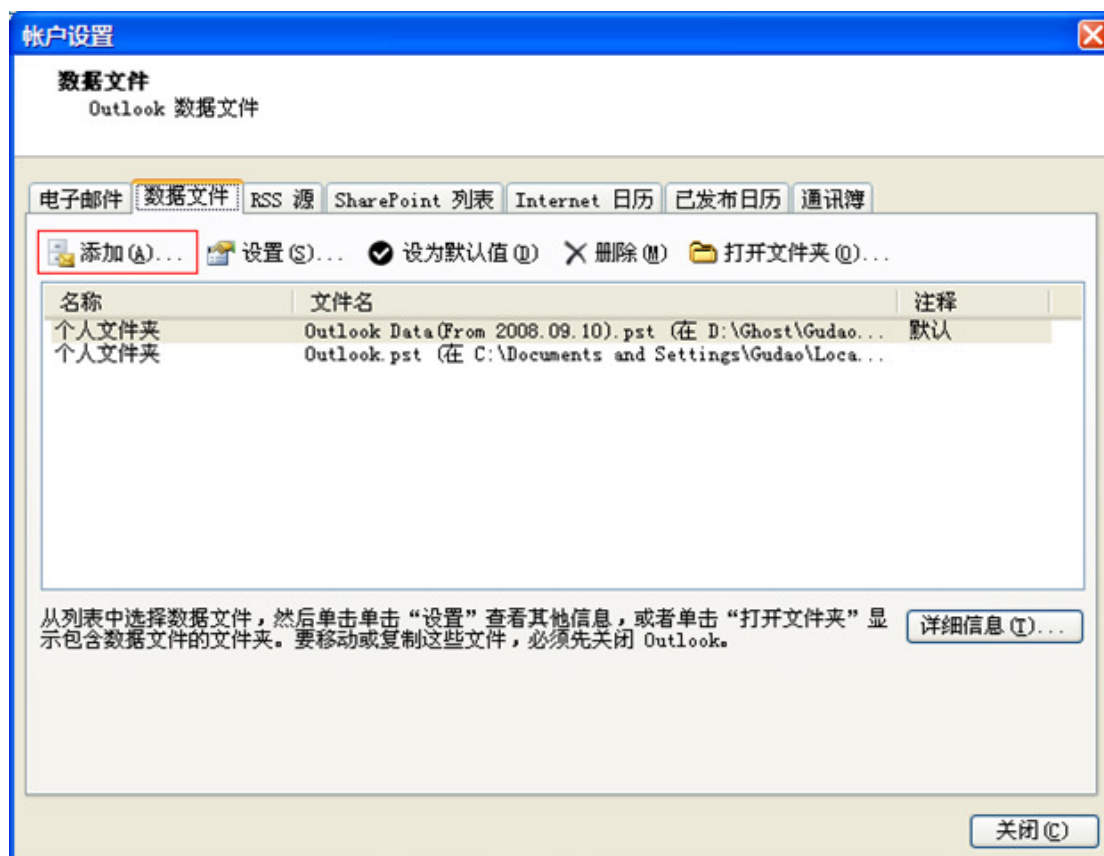 帐户设置
数据文件
Outlook 数据文件
电子邮件 数据文件 RSS 源 SharePoint 列表 Internet 日历 已发布日历 通讯簿
添加(A)... 设置(S)... 设为默认值(D) 删除(M) 打开文件夹(O)...
名称 文件名 注释
个人文件夹 Outlook Data(From 2008.09.10).pst (在 D:\Ghost\Gudao... 默认
个人文件夹 Outlook.pst (在 C:\Documents and Settings\Gudao\Loca...
从列表中选择数据文件，然后单击单击“设置”查看其他信息，或者单击“打开文件夹”显
示包含数据文件的文件夹。要移动或复制这些文件，必须先关闭 Outlook。
详细信息(T)...
关闭(C)